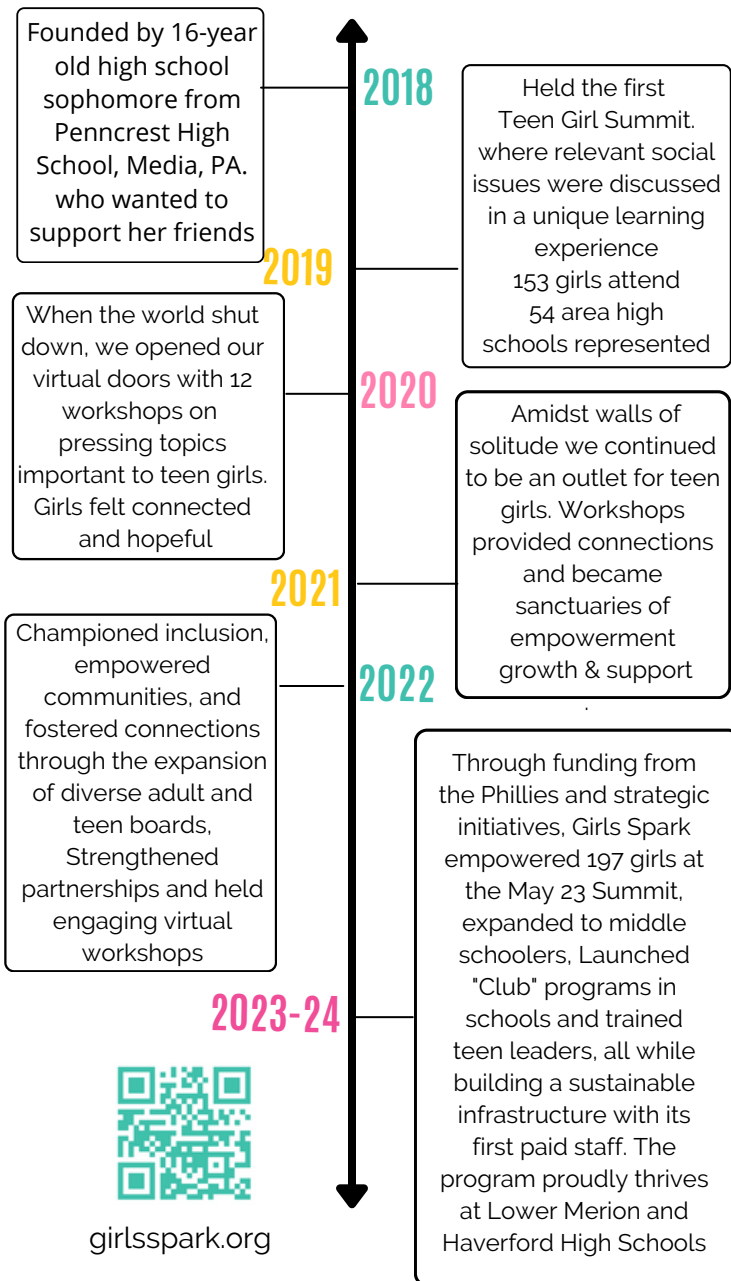 Founded by 16-year
old high school
sophomore from
Penncrest High
School, Media, PA.
who wanted to
support her friends
2018
Held the first
Teen Girl Summit.
where relevant social
issues were discussed
in a unique learning
experience
153 girls attend
54 area high
schools represented
2019
When the world shut
down, we opened our
virtual doors with 12
workshops on
pressing topics
important to teen girls.
Girls felt connected
and hopeful
2020
Amidst walls of
solitude we continued
to be an outlet for teen
girls. Workshops
provided connections
and became
sanctuaries of
empowerment
growth & support
.
2021
Championed inclusion,
empowered
communities, and
fostered connections
through the expansion
of diverse adult and
teen boards,
Strengthened
partnerships and held
engaging virtual
workshops
2022
Through funding from
the Phillies and strategic
initiatives, Girls Spark
empowered 197 girls at
the May 23 Summit,
expanded to middle
schoolers, Launched
"Club" programs in
schools and trained
teen leaders, all while
building a sustainable
infrastructure with its
first paid staff. The
program proudly thrives
at Lower Merion and
Haverford High Schools
2023-24
girlsspark.org